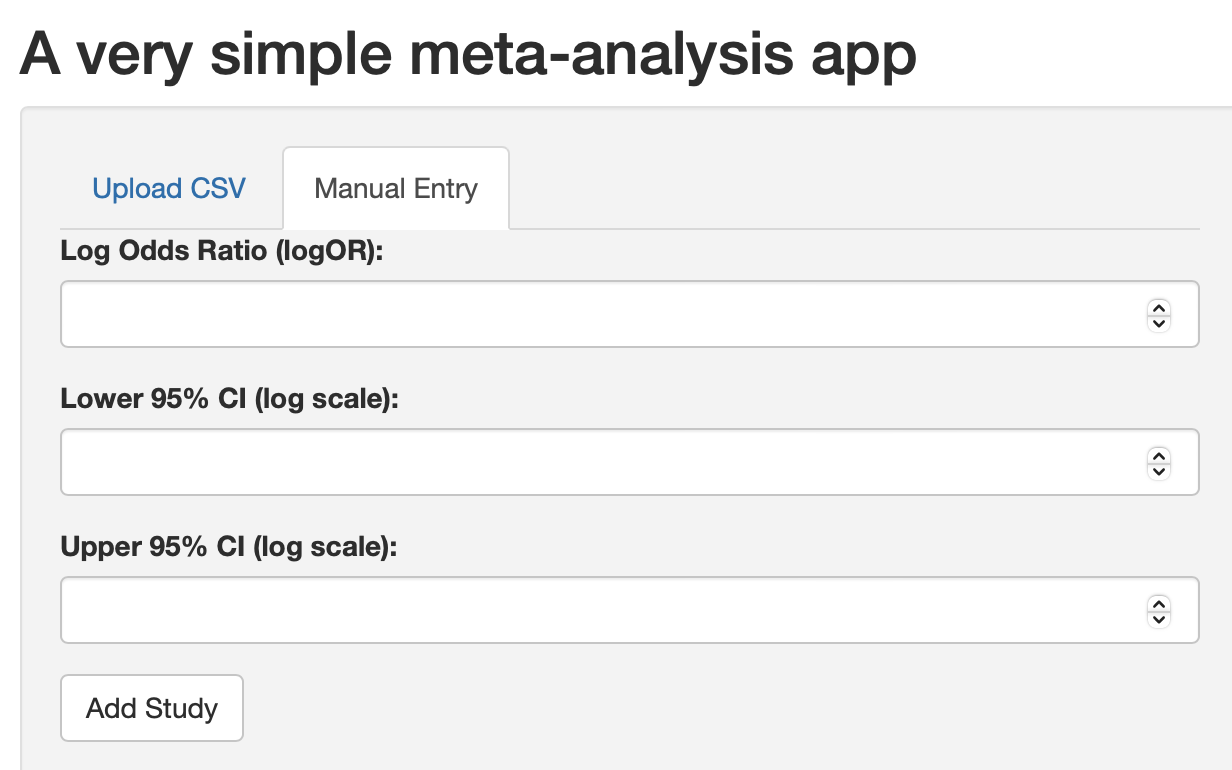 A very simple meta-analysis app
Upload CSV Manual Entry
Log Odds Ratio (logOR):
Lower 95% CI (log scale):
Upper 95% CI (log scale):
Add Study